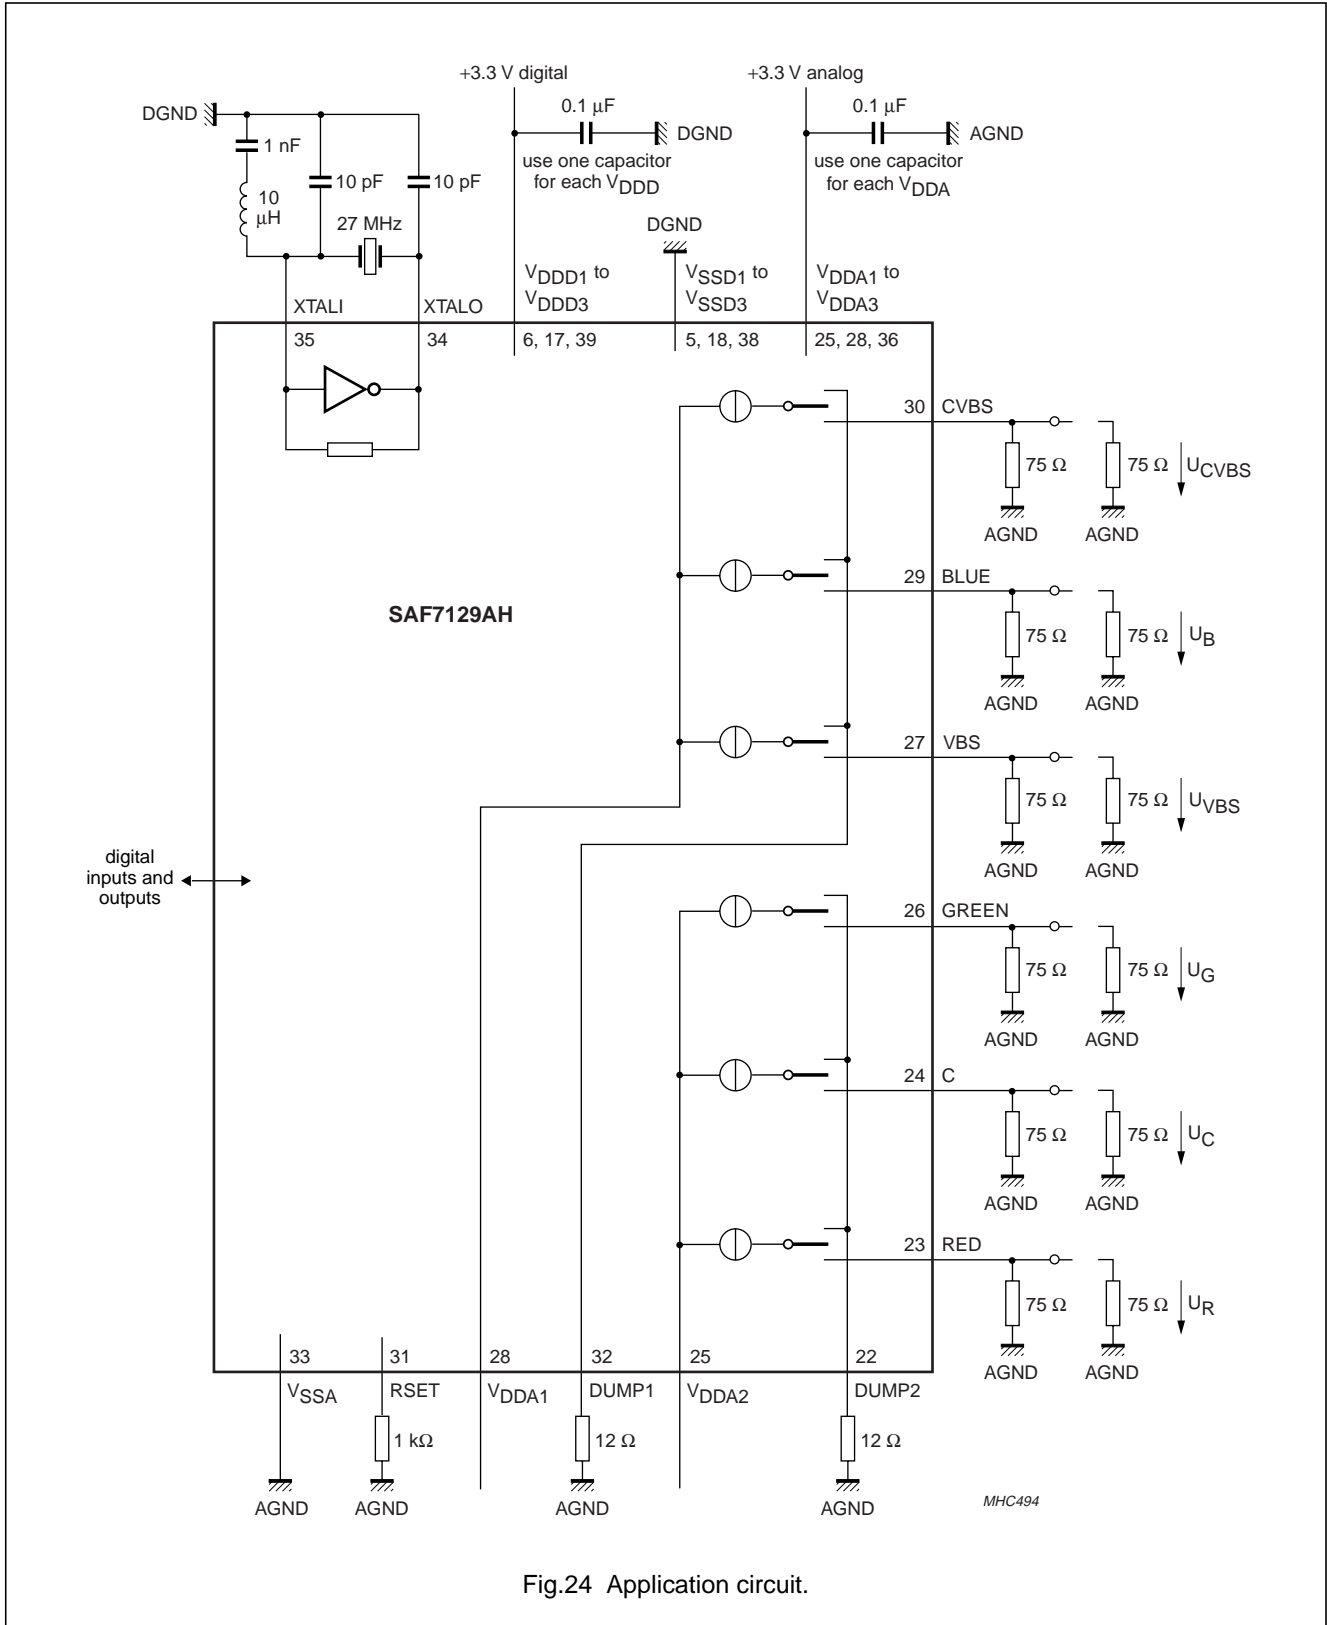 +3.3 V digital
+3.3 V analog
DGND
0.1 μF
DGND
0.1 μF
AGND
use one capacitor
for each VDDD
use one capacitor
for each VDDA
1 nF
10 pF
10 pF
10
μH
27 MHz
DGND
XTALI
XTALO
VDDD1 to
VDDD3
VSSD1 to
VSSD3
VDDA1 to
VDDA3
35
34
6, 17, 39
5, 18, 38
25, 28, 36
30
CVBS
75 Ω
75 Ω
UCVBS
AGND
AGND
29
BLUE
75 Ω
75 Ω
UB
AGND
AGND
SAF7129AH
27
VBS
75 Ω
75 Ω
UVBS
AGND
AGND
digital
inputs and
outputs
26
GREEN
75 Ω
75 Ω
UG
AGND
AGND
24
C
75 Ω
75 Ω
UC
AGND
AGND
23
RED
75 Ω
75 Ω
UR
AGND
AGND
33
31
28
32
25
22
VSSA
RSET
VDDA1
DUMP1
VDDA2
DUMP2
1 kΩ
12 Ω
12 Ω
AGND
AGND
AGND
AGND
MHC494
Fig.24 Application circuit.